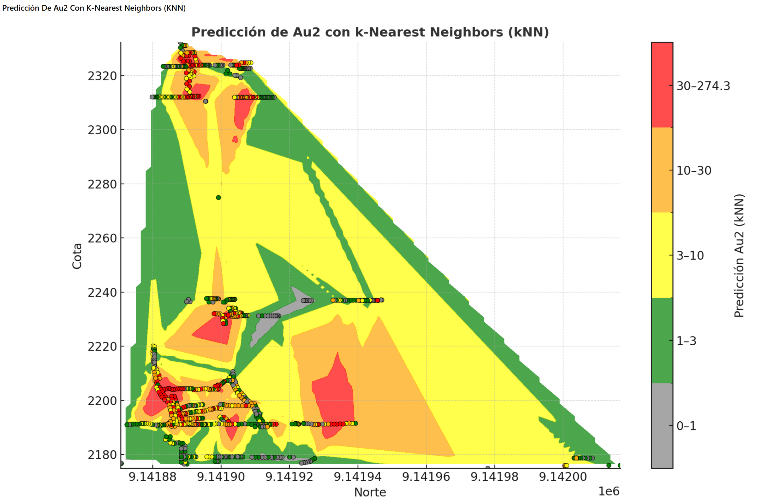 Predicción De Au2 Con K-Nearest Neighbors (KNN)
Predicción de Au2 con k-Nearest Neighbors (kNN)
2320
2300
2280
2260
2240
2220
2200
2180
Cota
9.14188 9.14190 9.14192 9.14194 9.14196 9.14198 9.14200
1e6
Norte
30–274.3
10–30
3–10
1–3
0–1
Predicción Au2 (kNN)